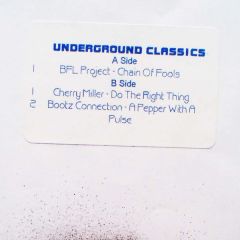 UNDERGROUND CLASSICS
A Side
1 BFL Project - Chain Of Fools
B Side
1 Cherry Miller - Do The Right Thing
2 Bootz Connection - A Pepper With A
Pulse